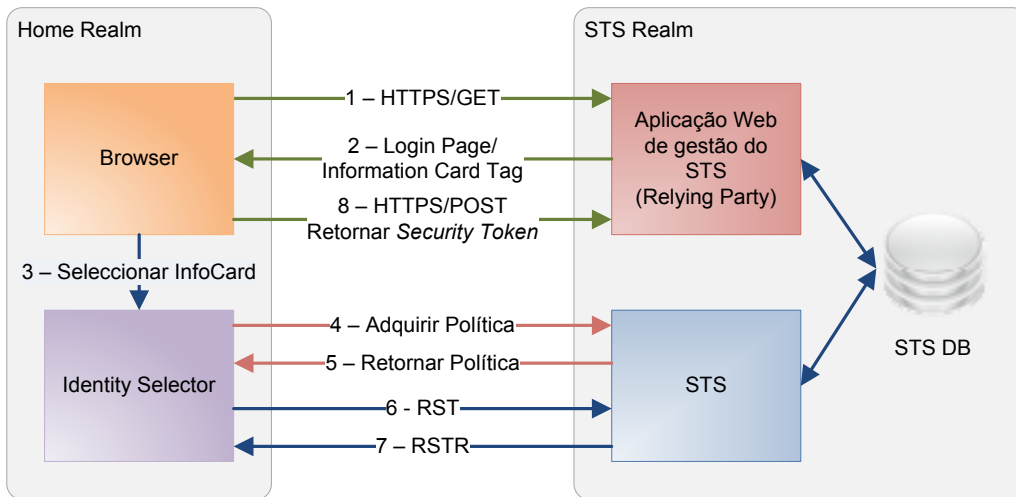 Home Realm
STS Realm
Browser
1 – HTTPS/GET
2 – Login Page/
Information Card Tag
8 – HTTPS/POST
Retornar Security Token
Aplicação Web
de gestão do
STS
(Relying Party)
3 – Seleccionar InfoCard
STS DB
Identity Selector
4 – Adquirir Política
5 – Retornar Política
6 - RST
7 – RSTR
STS